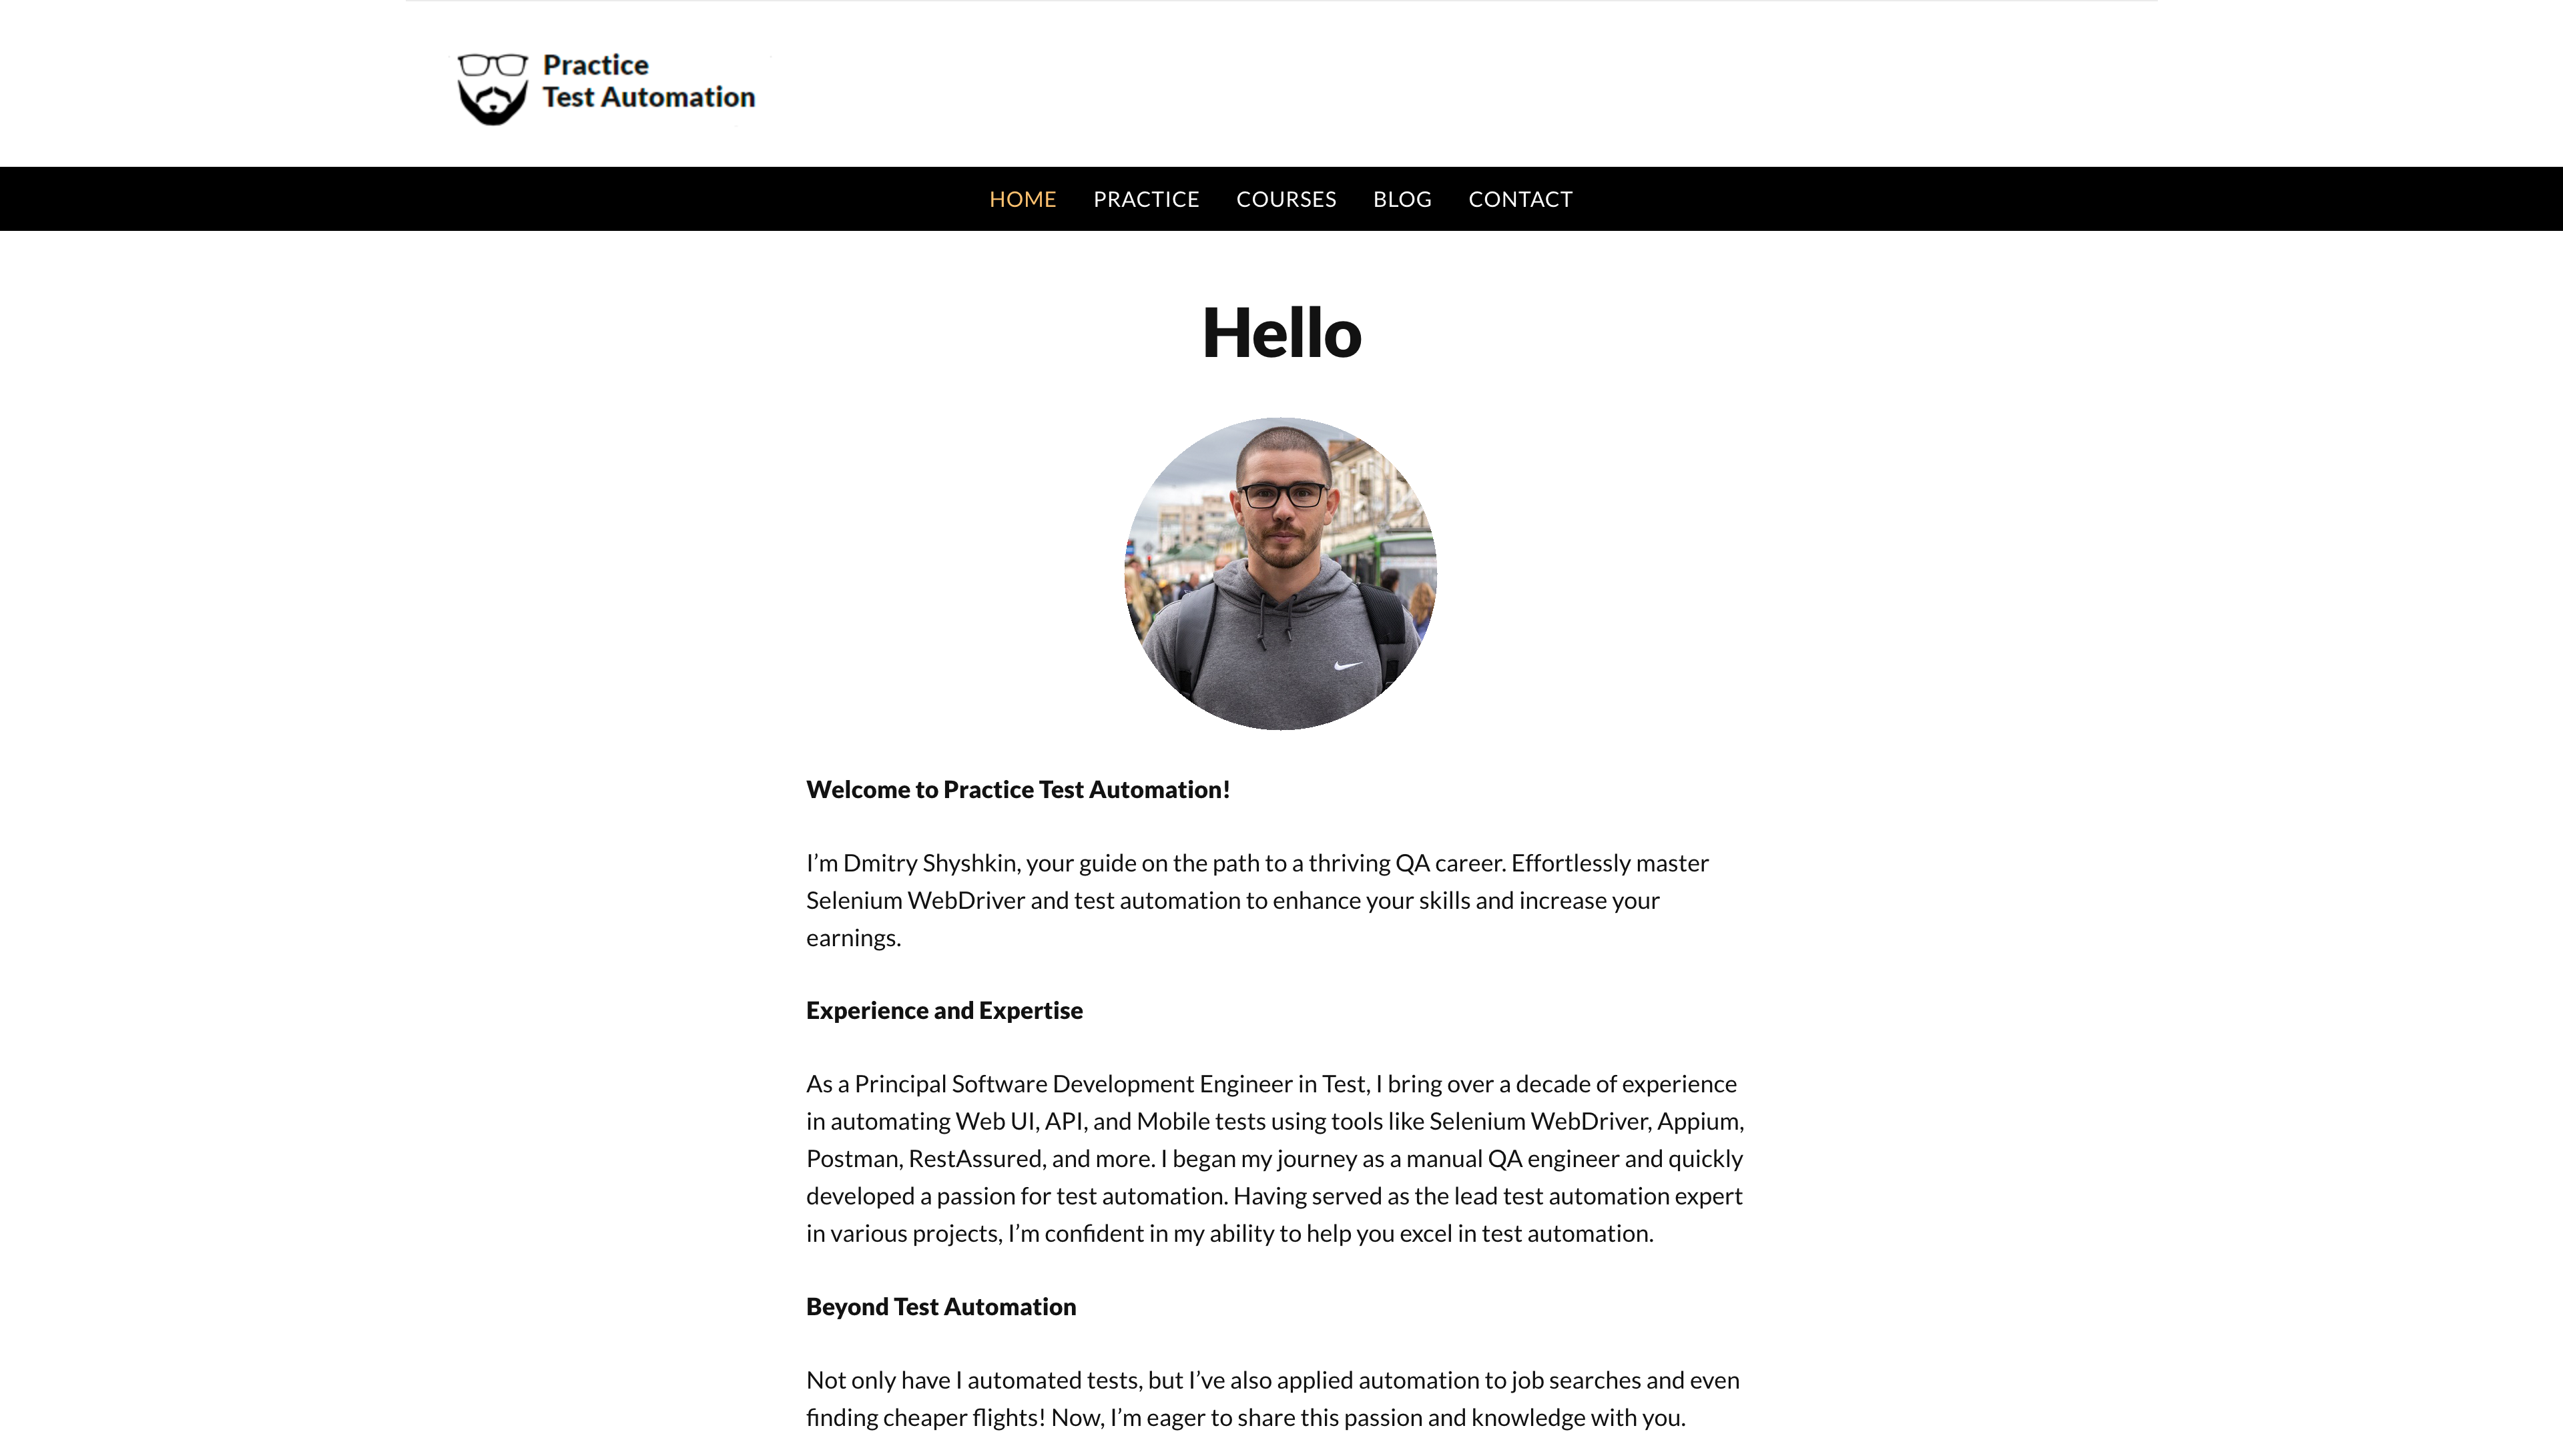 Practice
Test Automation
HOME PRACTICE COURSES BLOG CONTACT
Hello
Welcome to Practice Test Automation!
I’m Dmitry Shyshkin, your guide on the path to a thriving QA career. Effortlessly master
Selenium WebDriver and test automation to enhance your skills and increase your
earnings.
Experience and Expertise
As a Principal Software Development Engineer in Test, I bring over a decade of experience
in automating Web UI, API, and Mobile tests using tools like Selenium WebDriver, Appium,
Postman, RestAssured, and more. I began my journey as a manual QA engineer and quickly
developed a passion for test automation. Having served as the lead test automation expert
in various projects, I’m confident in my ability to help you excel in test automation.
Beyond Test Automation
Not only have I automated tests, but I’ve also applied automation to job searches and even
finding cheaper flights! Now, I’m eager to share this passion and knowledge with you.